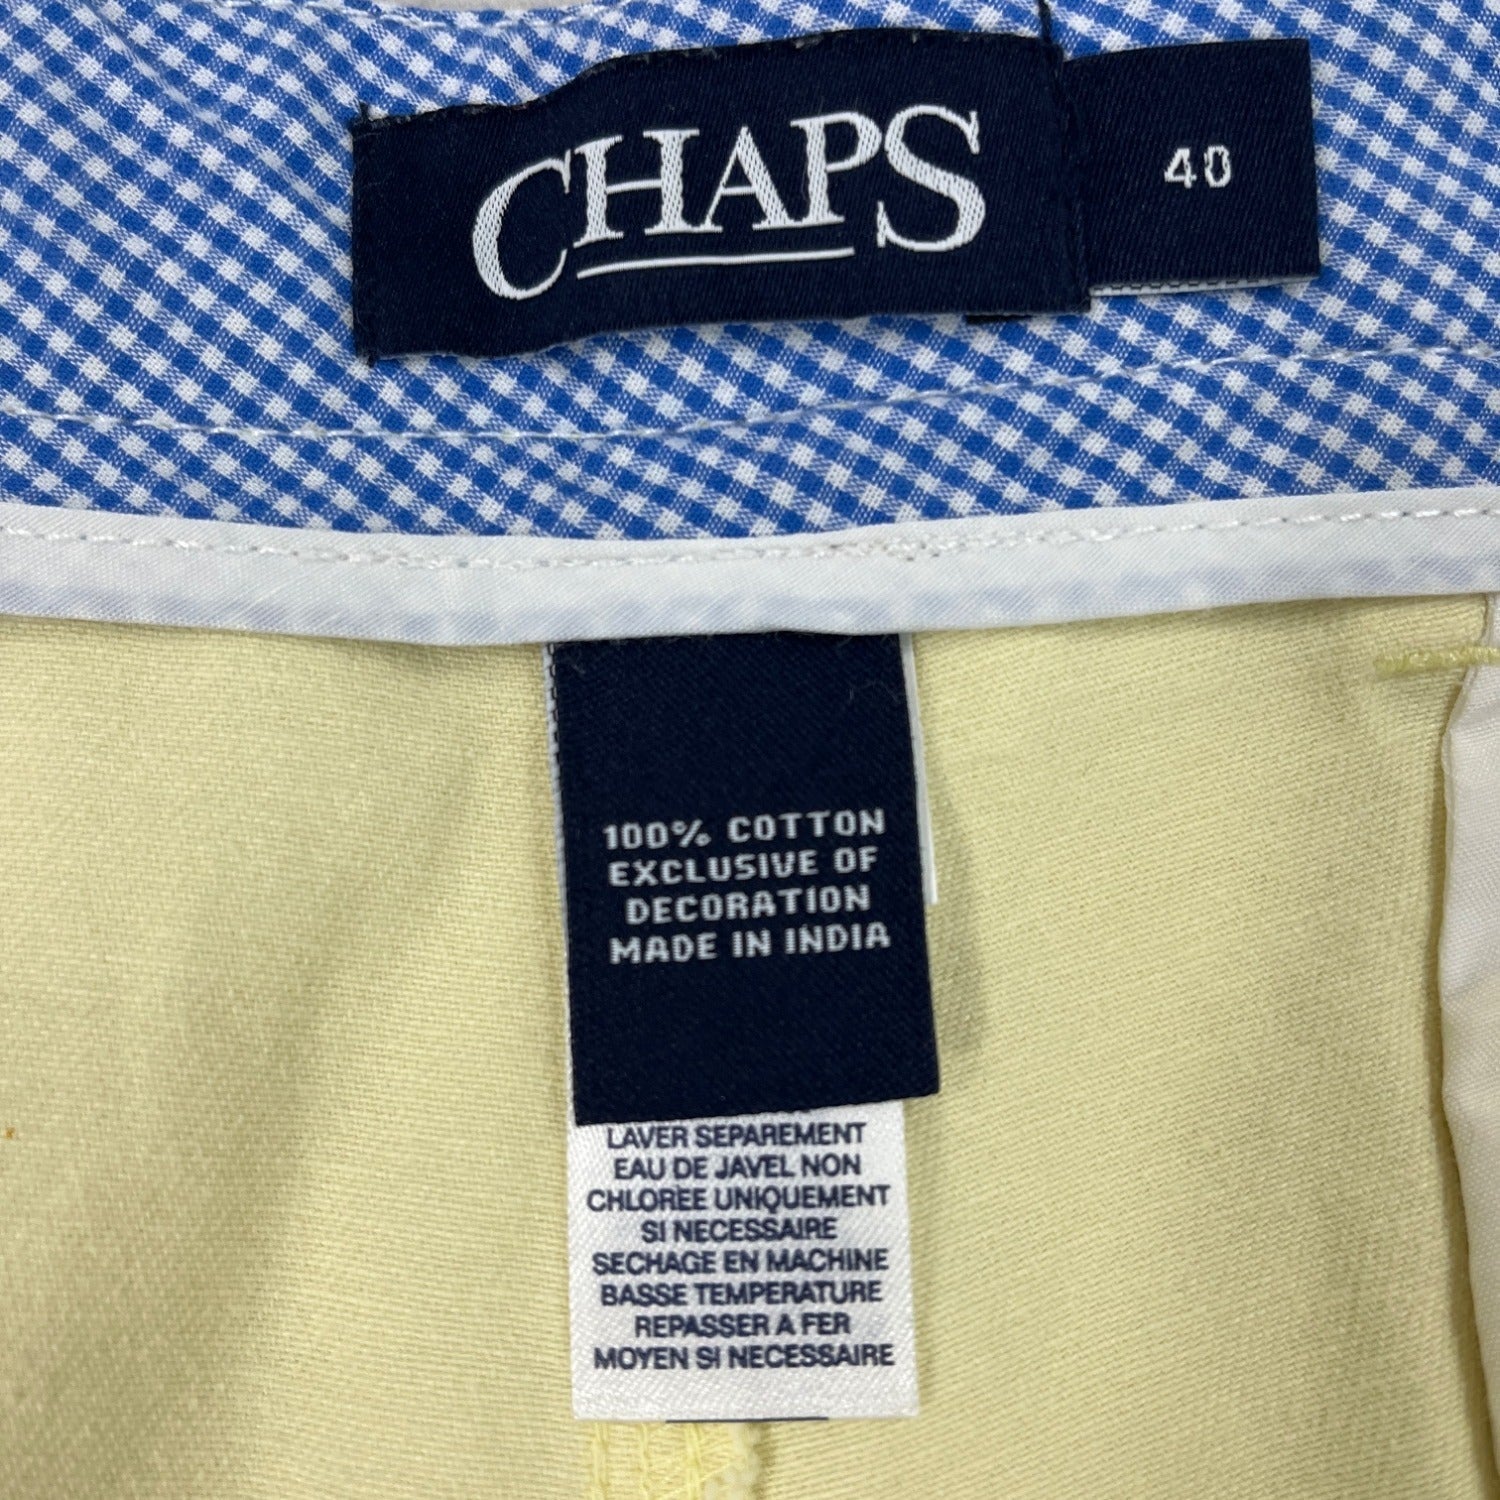 CHAPS
40
100% COTTON
EXCLUSIVE OF
DECORATION
MADE IN INDIA
LAVER SEPAREMENT
EAU DE JAVEL NON
CHLOREE UNIQUEMENT
SI NECESSAIRE
SECHAGE EN MACHINE
BASSE TEMPERATURE
REPASSER A FER
MOYEN SI NECESSAIRE